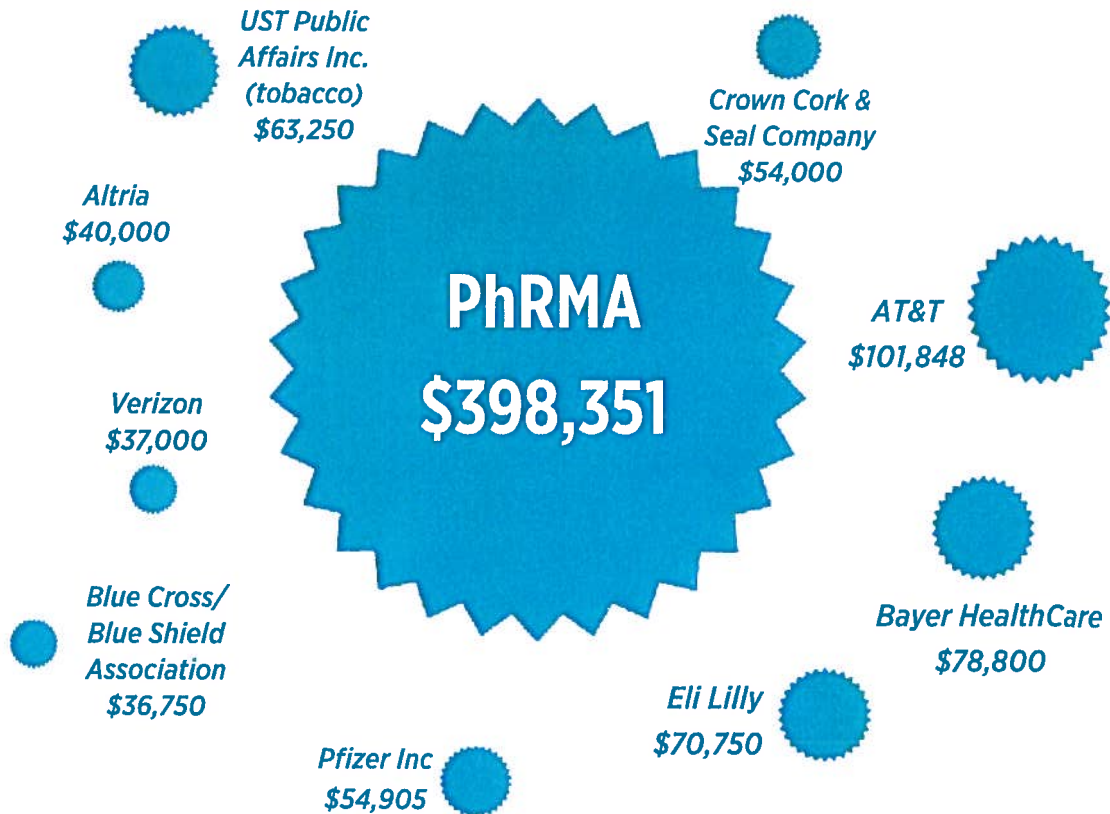 UST Public
Affairs Inc.
(tobacco)
$63,250
Crown Cork &
Seal Company
$54,000
Altria
$40,000
PhRMA
$398,351
AT&T
$101,848
Verizon
$37,000
Blue Cross/
Blue Shield
Association
$36,750
Bayer HealthCare
$78,800
Eli Lilly
$70,750
Pfizer Inc
$54,905